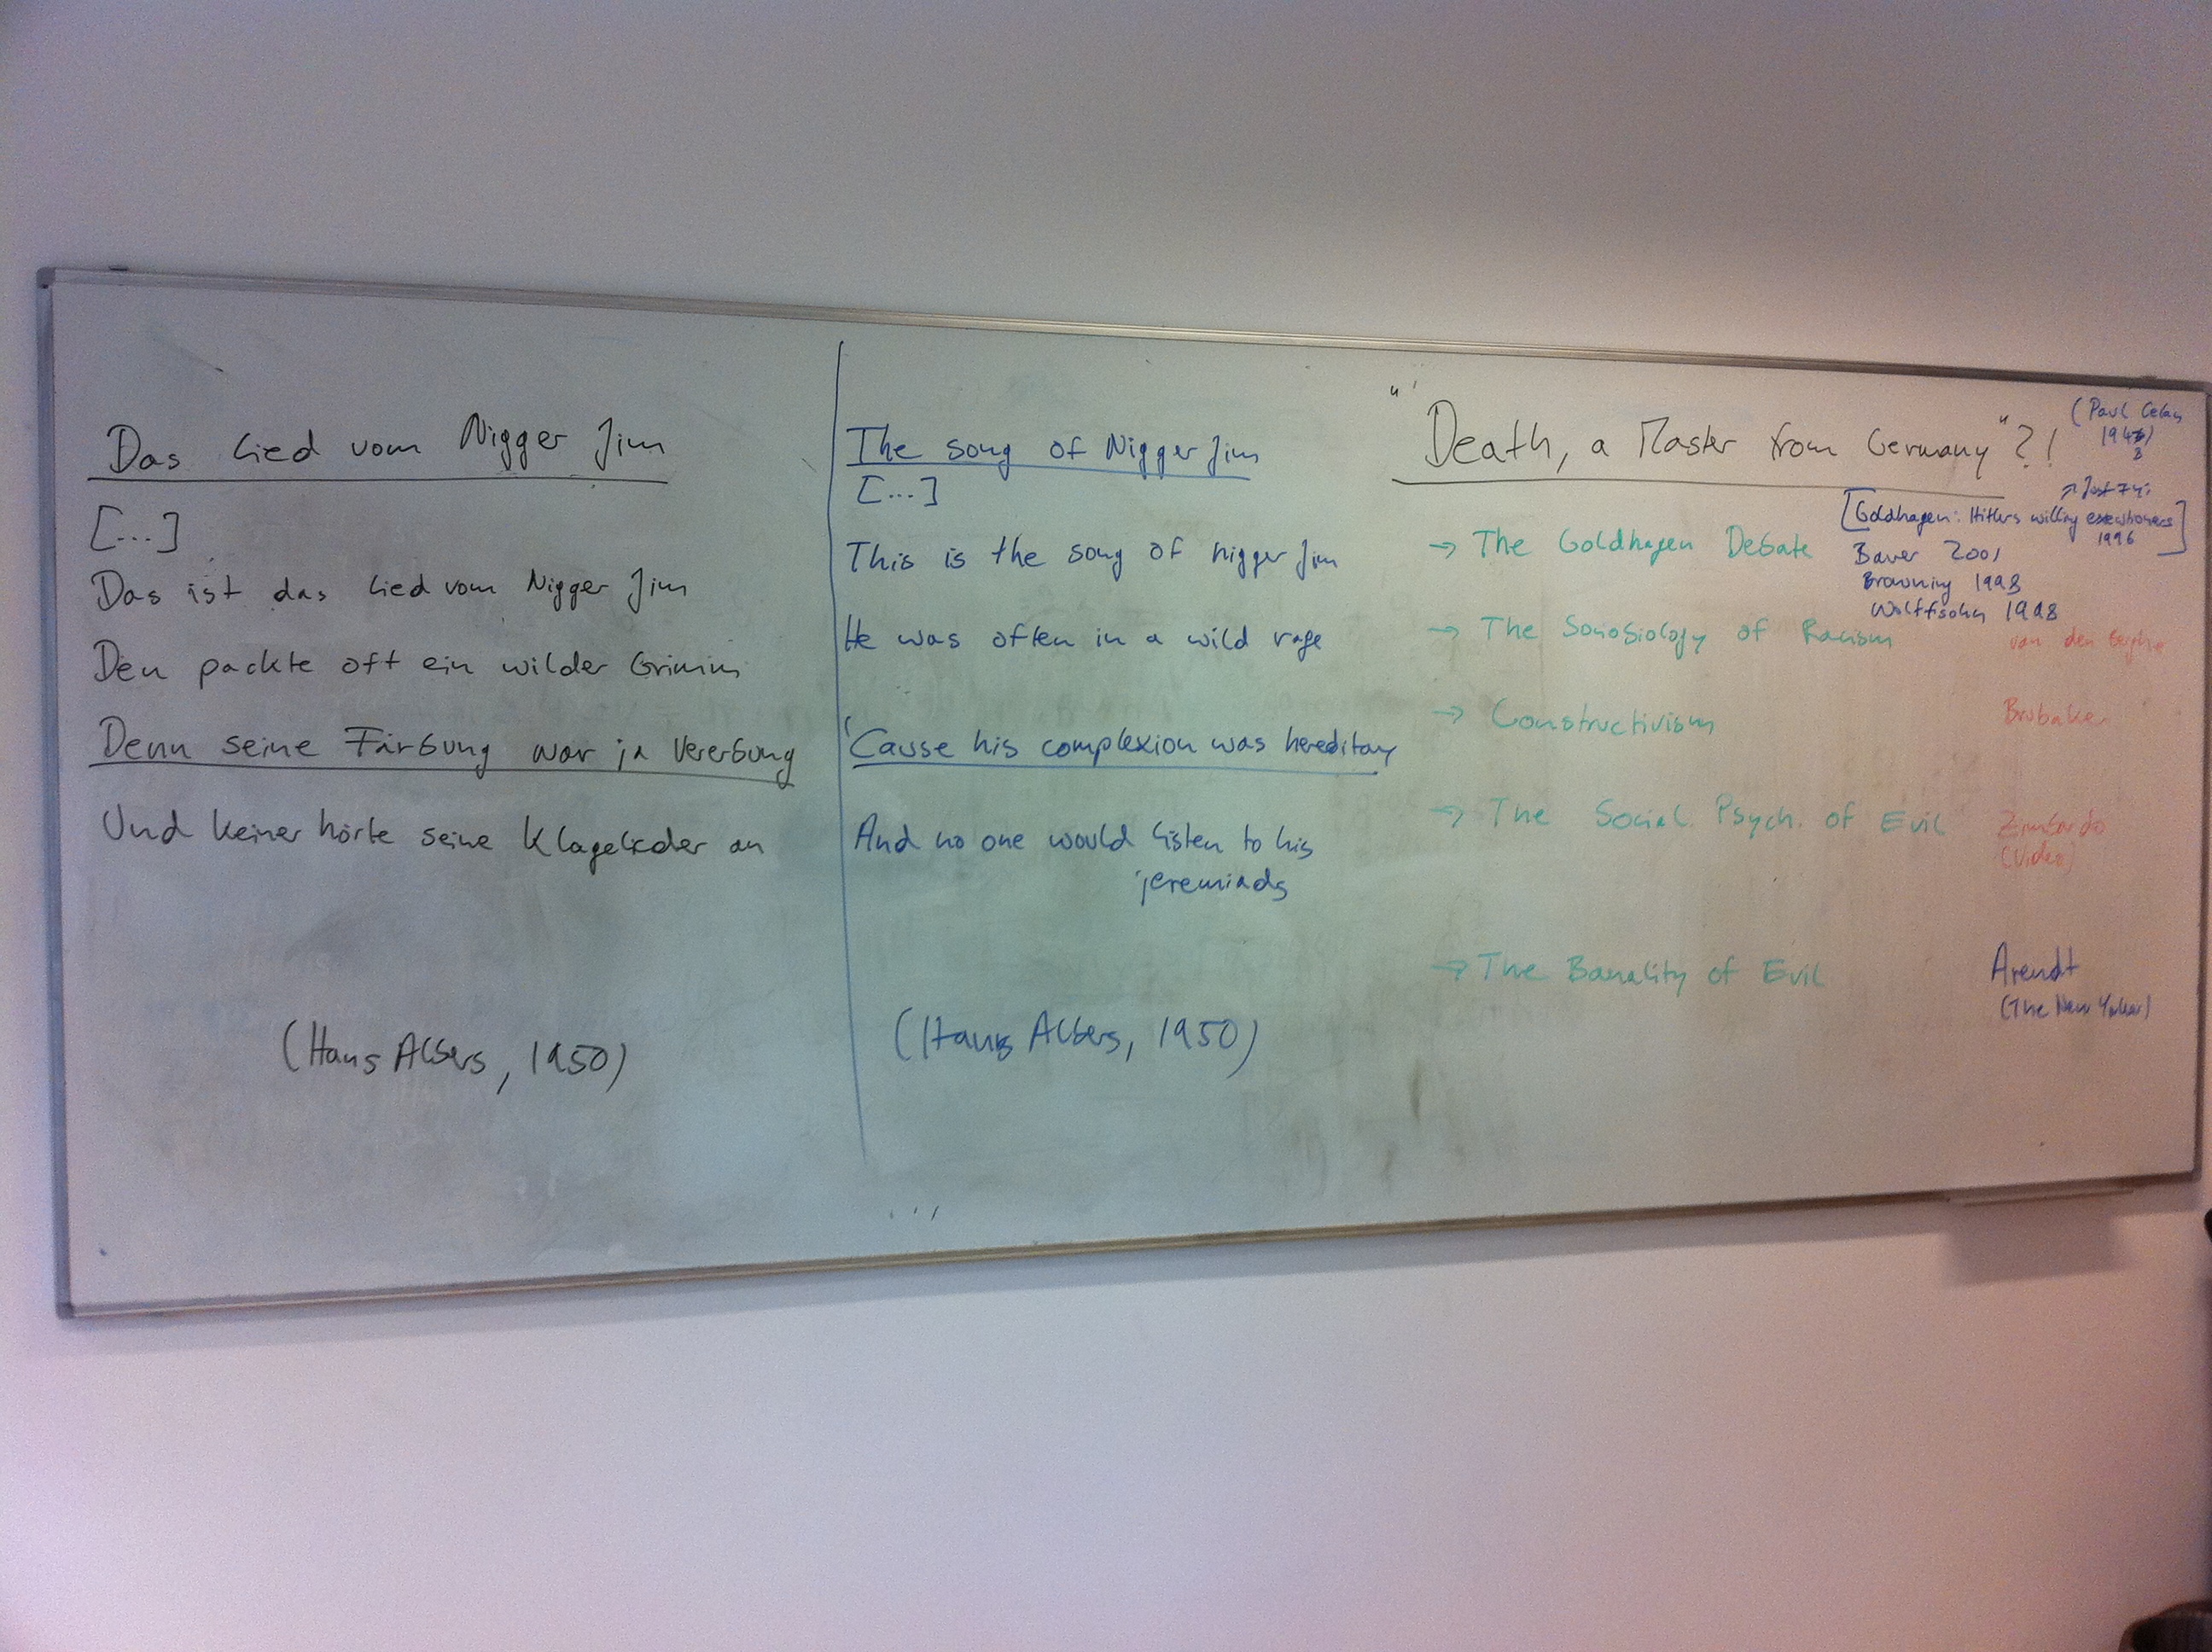 Das Lied vom Nigger Jim
[...]
Das ist das Lied vom Nigger Jim
Den packte oft ein wilder Grimm
Denn seine Färbung war ja Vererbung
Und keiner hörte seine Klagelieder an
(Hans Albers, 1950)
The song of Nigger Jim
[...]
This is the song of nigger Jim
He was often in a wild rage
'Cause his complexion was hereditary
And no one would listen to his
jeremiads
(Hans Albers, 1950)
"Death, a Master from Germany"?!
(Paul Celan
[Goldhagen: Hitlers willing executioners
1996]
→ The Goldhagen Debate
Bauer 2001
Browning 1998
Wolffsohn 1998
→ The Sociobiology of Racism van den Berghe
→ Constructivism Brubaker
→ The Social Psych. of Evil Zimbardo
(Video)
→ The Banality of Evil Arendt
(The New Yorker)